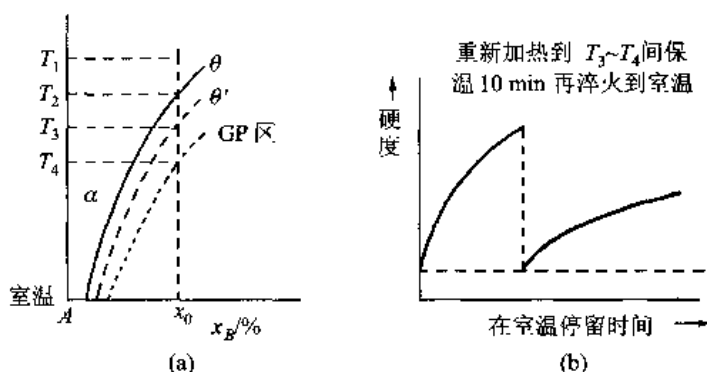 T₁
T₂
T₃
T₄
θ
θ′
GP 区
α
室温
A
x₀
x_B/%
(a)
重新加热到 T₃~T₄间保
温 10 min 再淬火到室温
硬度
在室温停留时间
(b)